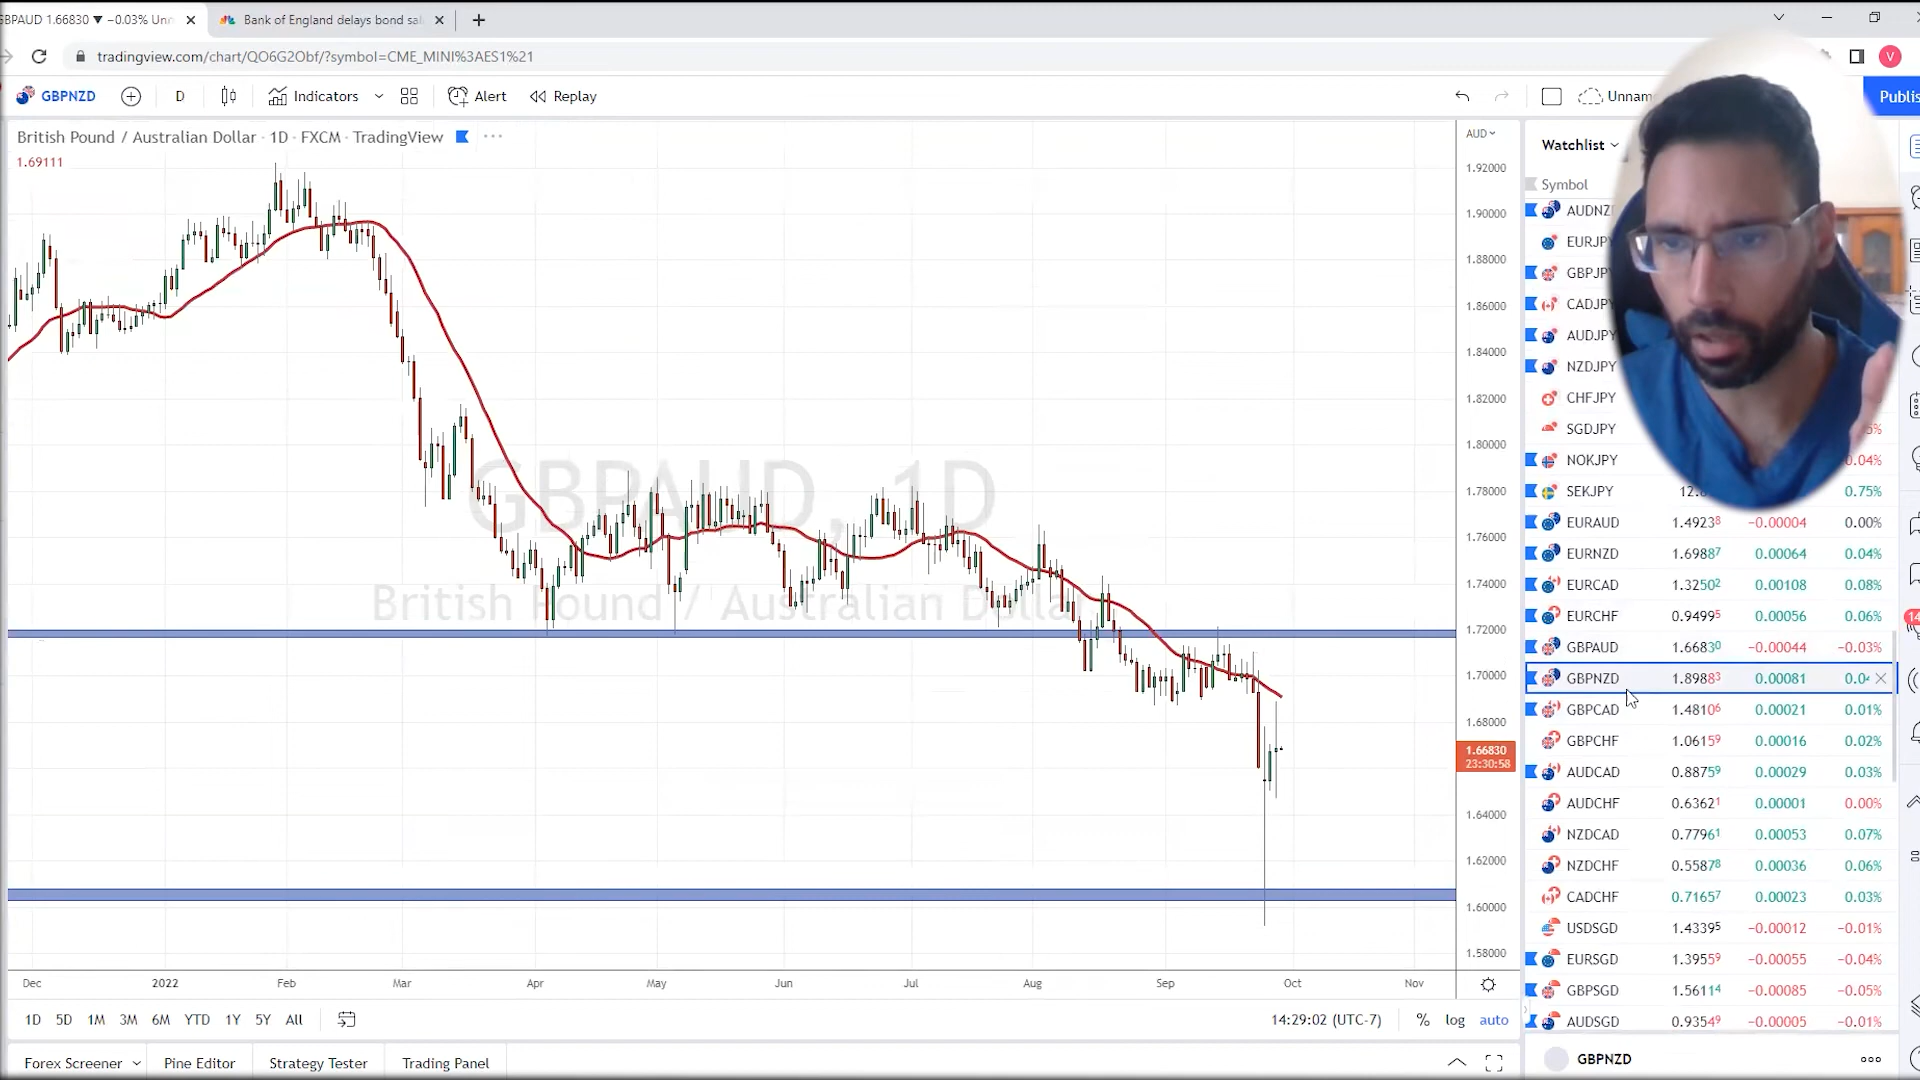 GBPAUD 1.66830 ▼ −0.03% Unn
Bank of England delays bond sal
tradingview.com/chart/QO6G2Obf/?symbol=CME_MINI%3AES1%21
V
GBPNZD
D
Indicators
Alert
Replay
Unnam
Publis
British Pound / Australian Dollar · 1D · FXCM · TradingView
1.69111
AUD
1.92000
1.90000
1.88000
1.86000
1.84000
1.82000
1.80000
1.78000
1.76000
1.74000
1.72000
1.70000
1.68000
1.66830
23:30:58
1.64000
1.62000
1.60000
1.58000
GBPAUD, 1D
British Pound / Australian Dollar
Dec 2022 Feb Mar Apr May Jun Jul Aug Sep Oct Nov
1D 5D 1M 3M 6M YTD 1Y 5Y All
14:29:02 (UTC-7) % log auto
Forex Screener Pine Editor Strategy Tester Trading Panel
Watchlist
Symbol
AUDNZ
EURJPY
GBPJPY
CADJPY
AUDJPY
NZDJPY
CHFJPY
SGDJPY
NOKJPY 0.04%
SEKJPY 12.8 0.75%
EURAUD 1.49238 −0.00004 0.00%
EURNZD 1.69887 0.00064 0.04%
EURCAD 1.32502 0.00108 0.08%
EURCHF 0.94995 0.00056 0.06%
GBPAUD 1.66830 −0.00044 −0.03%
GBPNZD 1.89883 0.00081 0.04
GBPCAD 1.48106 0.00021 0.01%
GBPCHF 1.06159 0.00016 0.02%
AUDCAD 0.88759 0.00029 0.03%
AUDCHF 0.63621 0.00001 0.00%
NZDCAD 0.77961 0.00053 0.07%
NZDCHF 0.55878 0.00036 0.06%
CADCHF 0.71657 0.00023 0.03%
USDSGD 1.43395 −0.00012 −0.01%
EURSGD 1.39559 −0.00055 −0.04%
GBPSGD 1.56114 −0.00085 −0.05%
AUDSGD 0.93549 −0.00005 −0.01%
GBPNZD
14